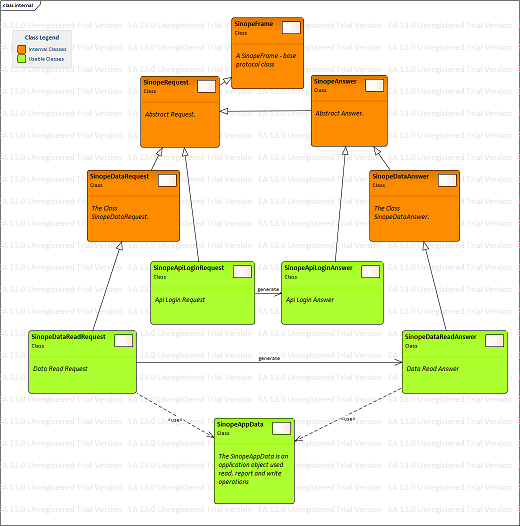 class internal
EA 13.0 Unregistered Trial Version
Class Legend
Internal Classes
Usable Classes
SinopeFrame
Class
A SinopeFrame - base
protocol class
SinopeRequest
Class
Abstract Request.
SinopeAnswer
Class
Abstract Answer.
SinopeDataRequest
Class
The Class
SinopeDataRequest.
SinopeDataAnswer
Class
The Class
SinopeDataAnswer.
SinopeApiLoginRequest
Class
Api Login Request
generate
SinopeApiLoginAnswer
Class
Api Login Answer
SinopeDataReadRequest
Class
Data Read Request
generate
SinopeDataReadAnswer
Class
Data Read Answer
«use»
«use»
SinopeAppData
Class
The SinopeAppData is an
application object used
read, report and write
operations